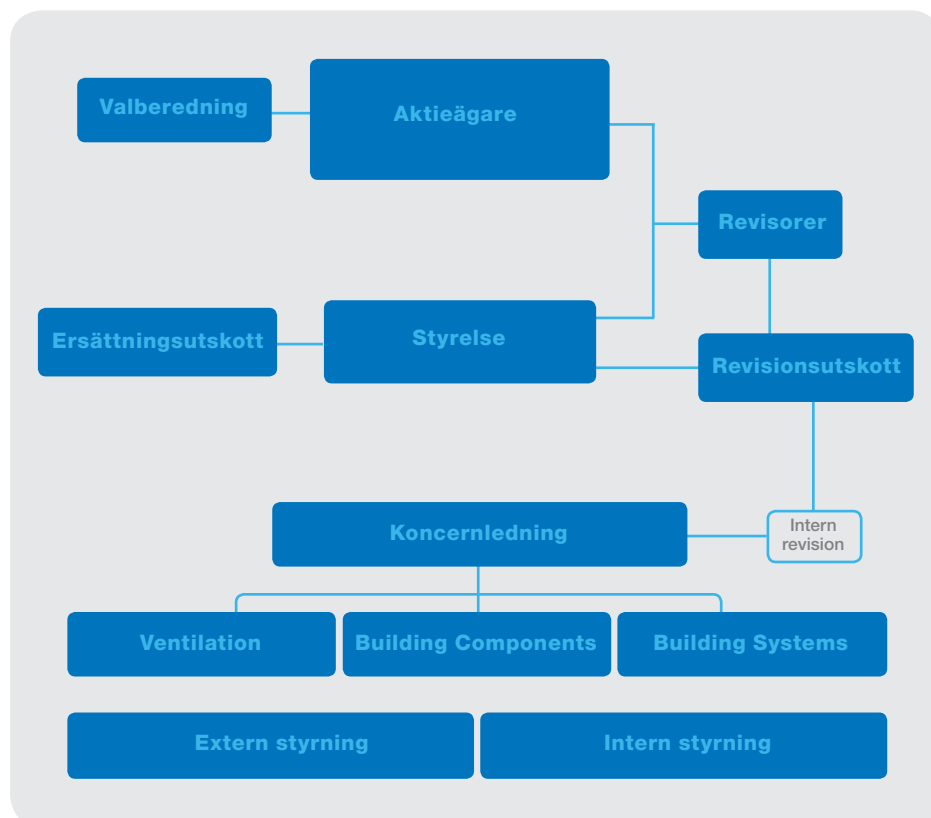 Valberedning
Aktieägare
Revisorer
Ersättningsutskott
Styrelse
Revisionsutskott
Koncernledning
Intern
revision
Ventilation
Building Components
Building Systems
Extern styrning
Intern styrning